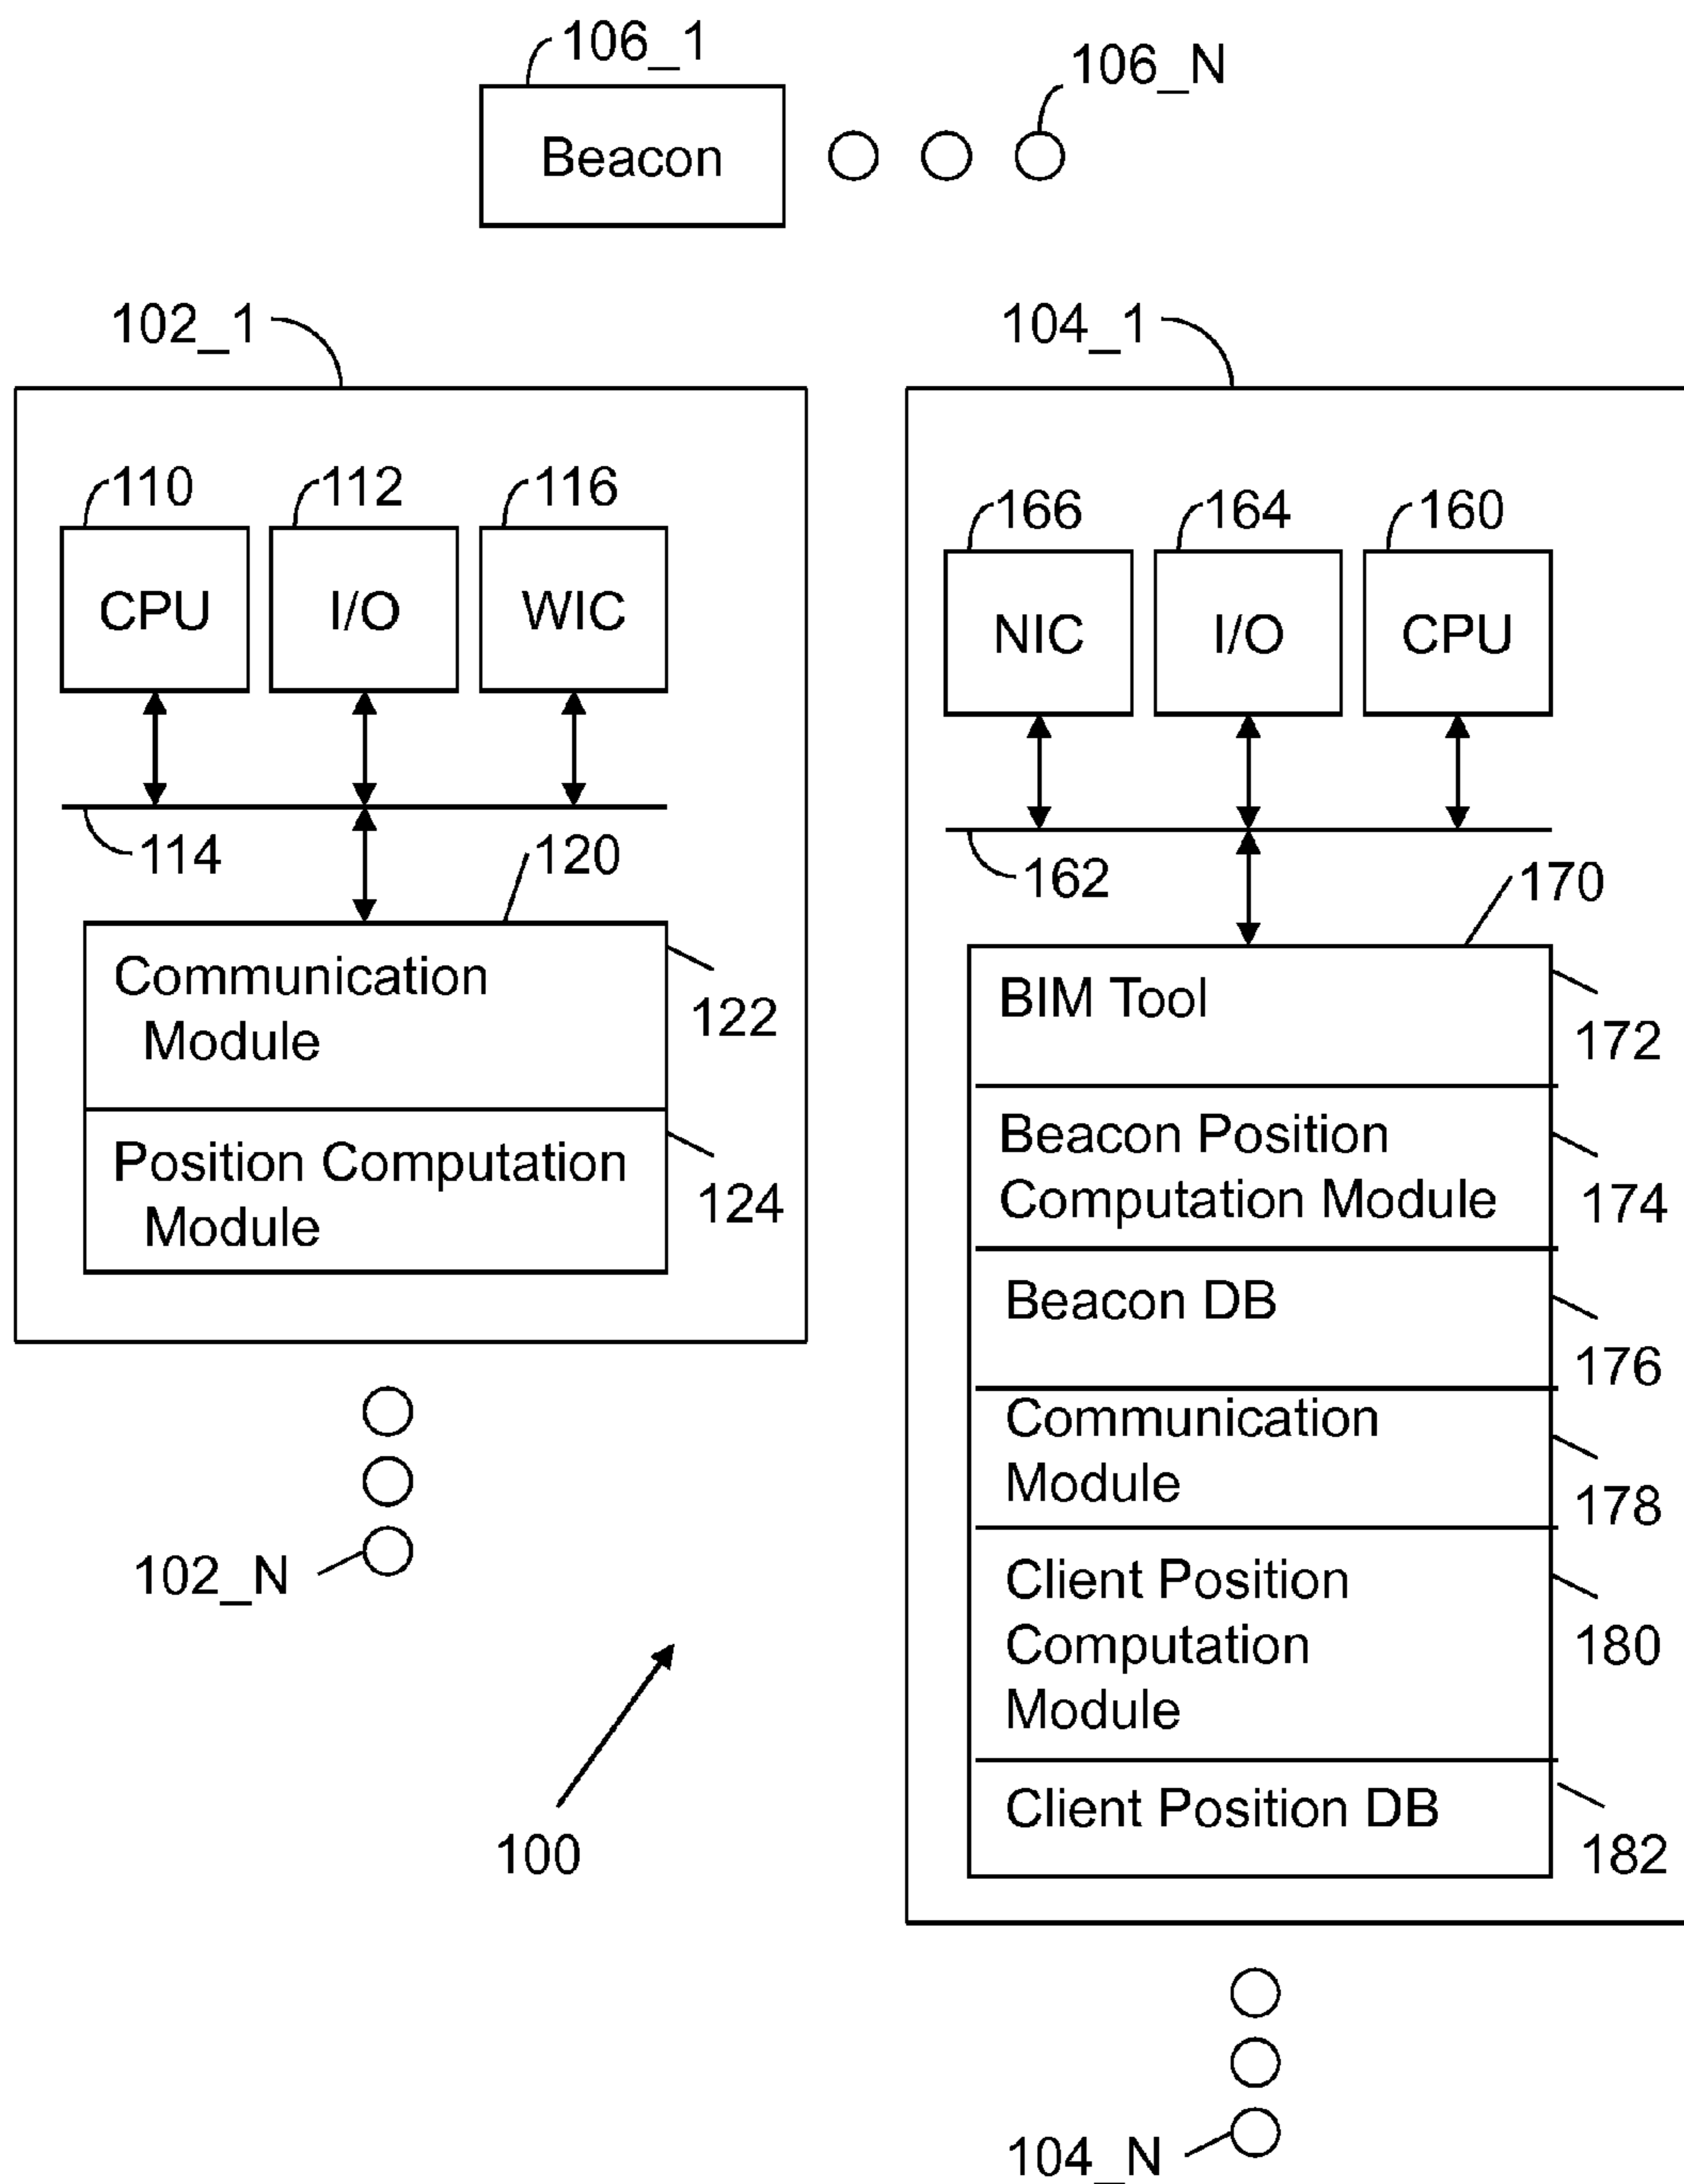 106_1
106_N
Beacon
102_1
104_1
110
112
116
CPU
I/O
WIC
114
120
Communication
Module
122
Position Computation
Module
124
102_N
100
166
164
160
NIC
I/O
CPU
162
170
BIM Tool
172
Beacon Position
Computation Module
174
Beacon DB
176
Communication
Module
178
Client Position
Computation
Module
180
Client Position DB
182
104_N